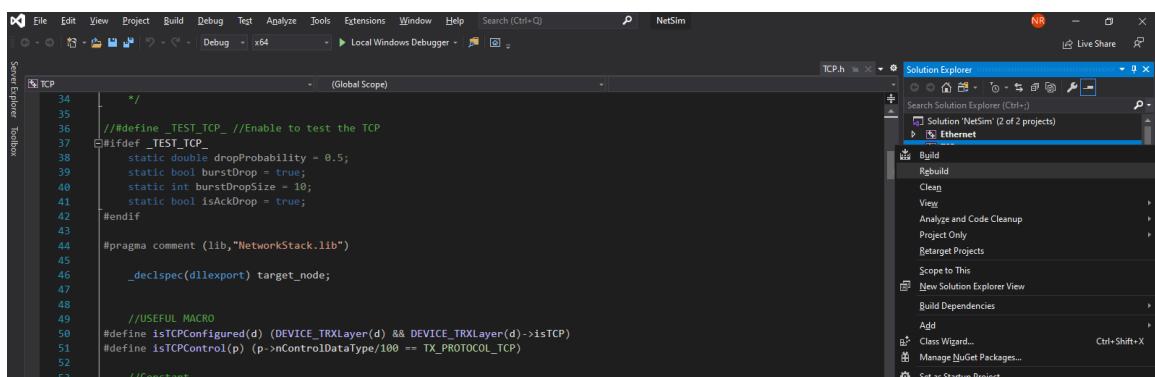 File Edit View Project Build Debug Test Analyze Tools Extensions Window Help Search (Ctrl+Q) NetSim NR
Debug x64 Local Windows Debugger Live Share
Server Explorer
Toolbox
TCP.h
TCP (Global Scope)
34 */
35
36 //#define _TEST_TCP_ //Enable to test the TCP
37 #ifdef _TEST_TCP_
38 static double dropProbability = 0.5;
39 static bool burstDrop = true;
40 static int burstDropSize = 10;
41 static bool isAckDrop = true;
42 #endif
43
44 #pragma comment (lib,"NetworkStack.lib")
45
46 _declspec(dllexport) target_node;
47
48
49 //USEFUL MACRO
50 #define isTCPConfigured(d) (DEVICE_TRXLayer(d) && DEVICE_TRXLayer(d)->isTCP)
51 #define isTCPControl(p) (p->nControlDataType/100 == TX_PROTOCOL_TCP)
52
53 //Constant
Solution Explorer
Search Solution Explorer (Ctrl+;)
Solution 'NetSim' (2 of 2 projects)
Ethernet
Build
Rebuild
Clean
View
Analyze and Code Cleanup
Project Only
Retarget Projects
Scope to This
New Solution Explorer View
Build Dependencies
Add
Class Wizard... Ctrl+Shift+X
Manage NuGet Packages...
Set as Startup Project